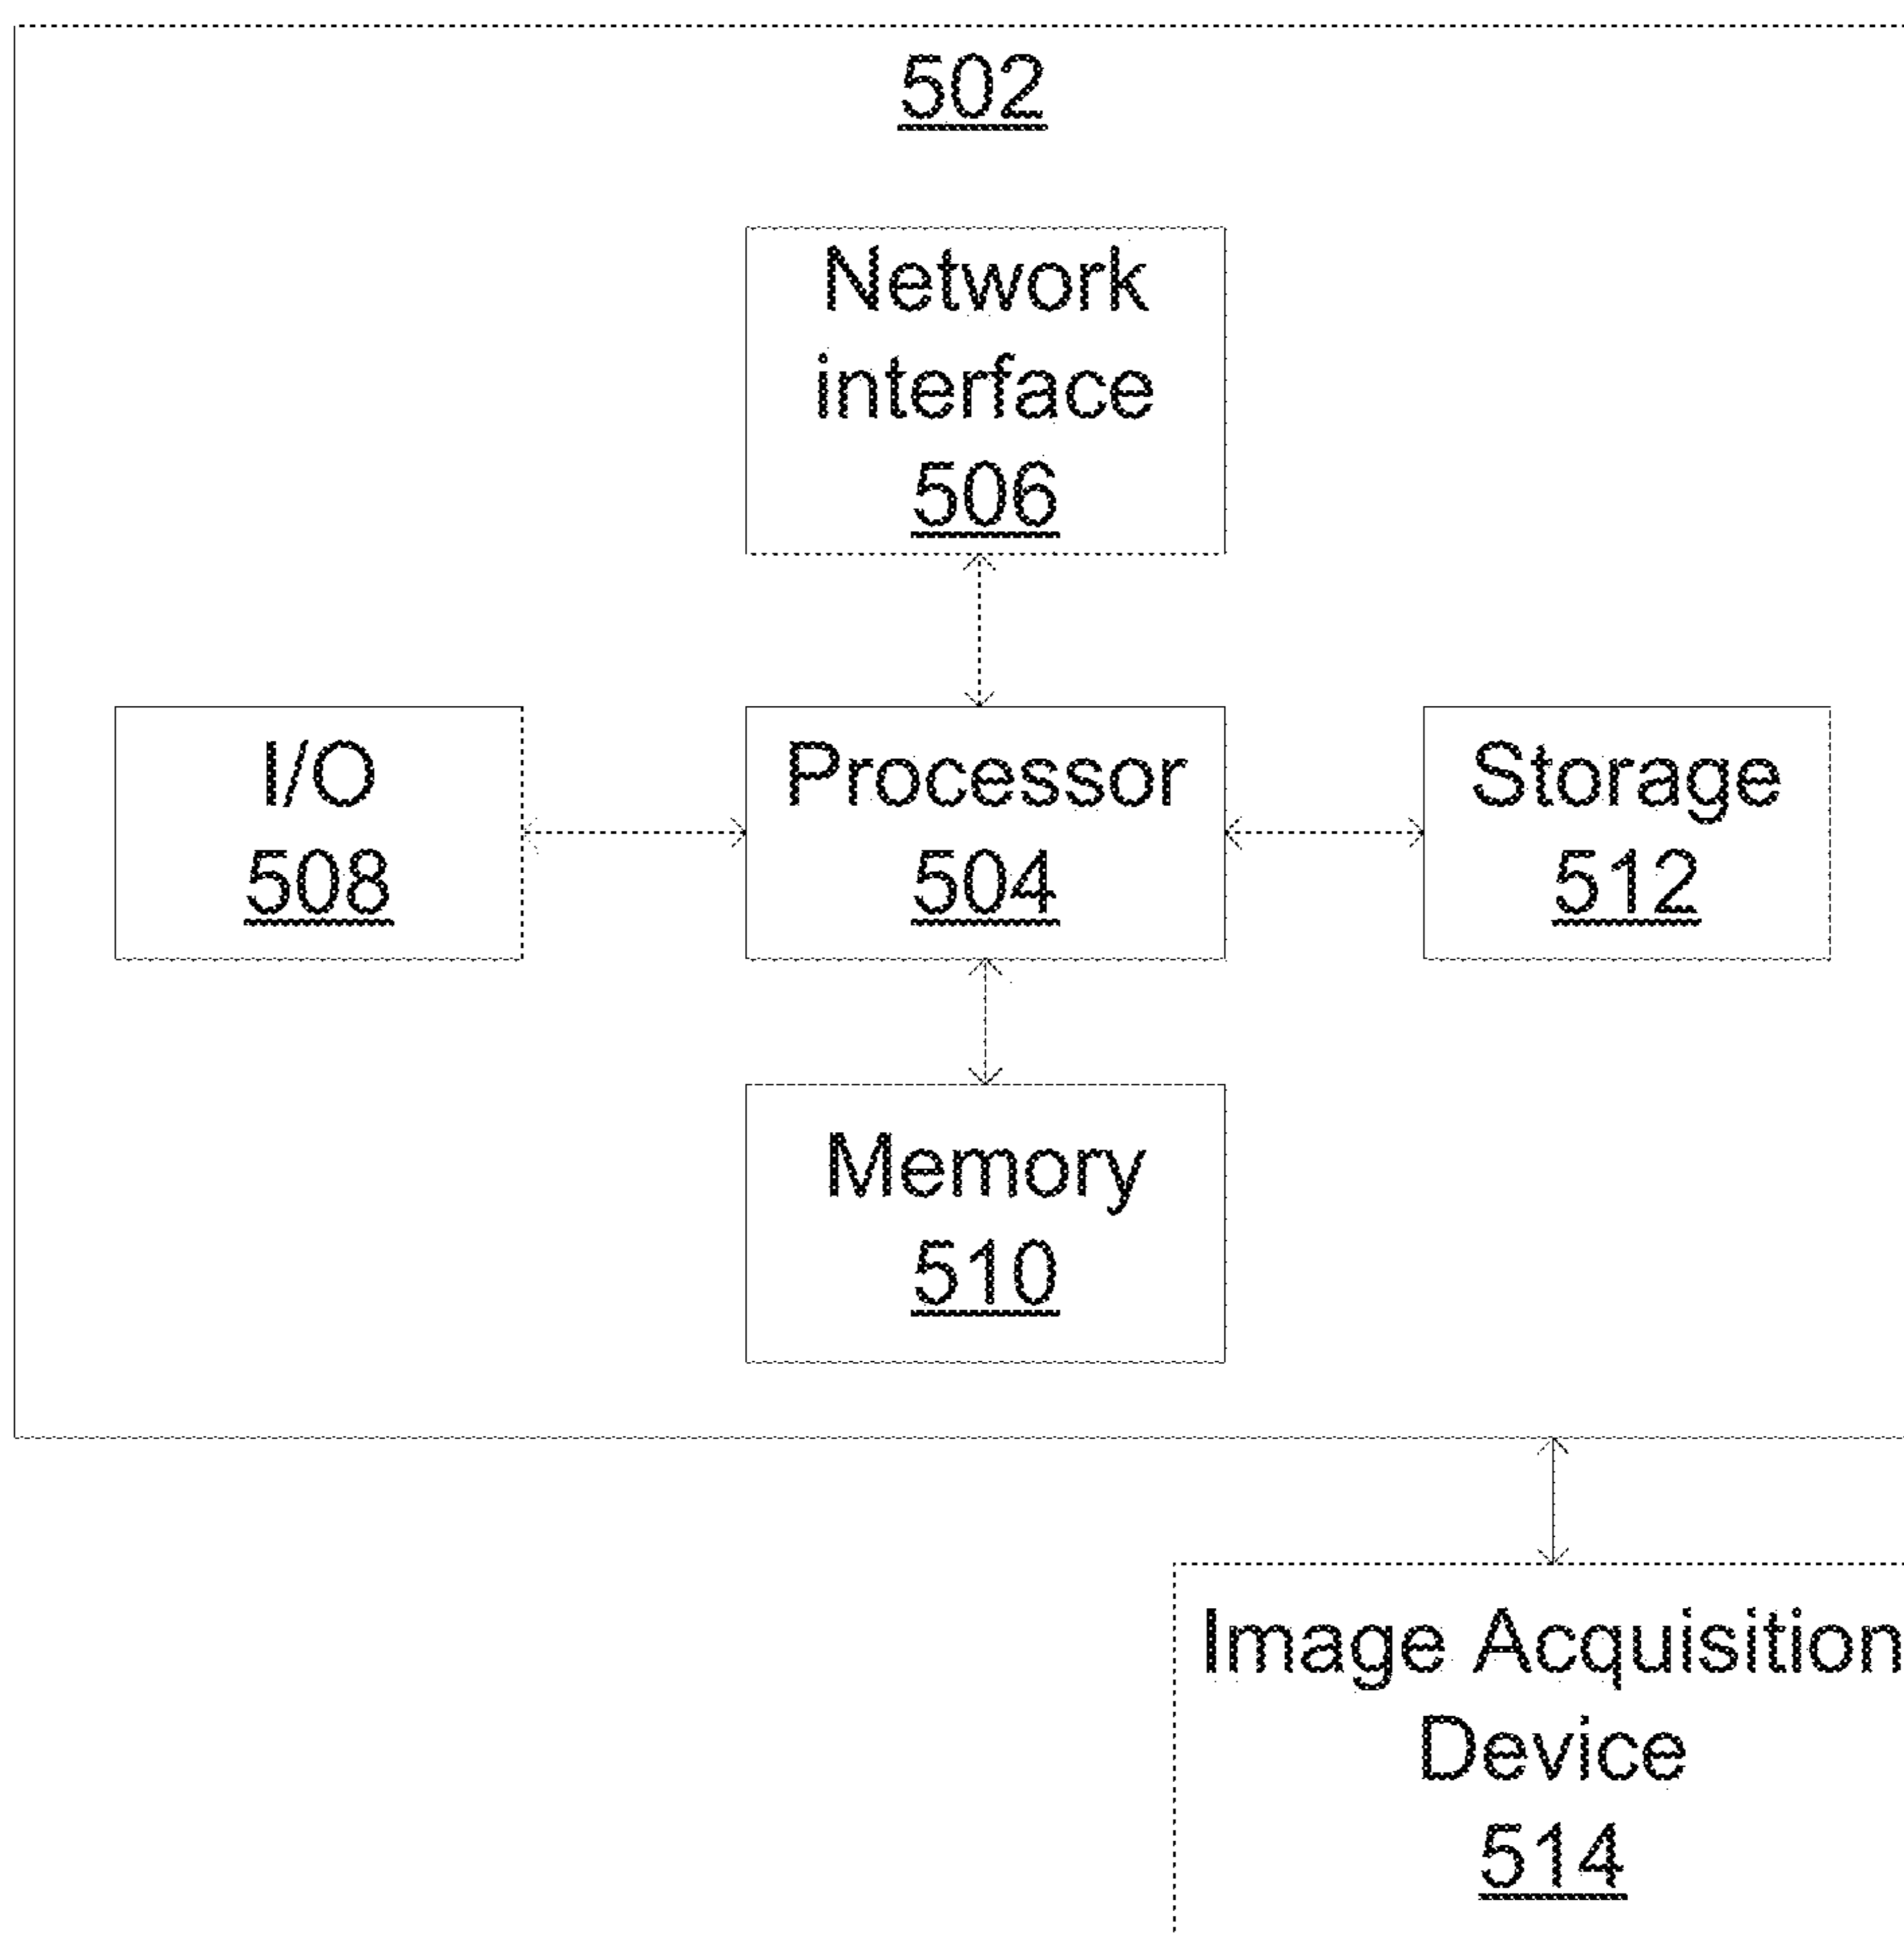 502
Network
interface
506
I/O
508
Processor
504
Storage
512
Memory
510
Image Acquisition
Device
514